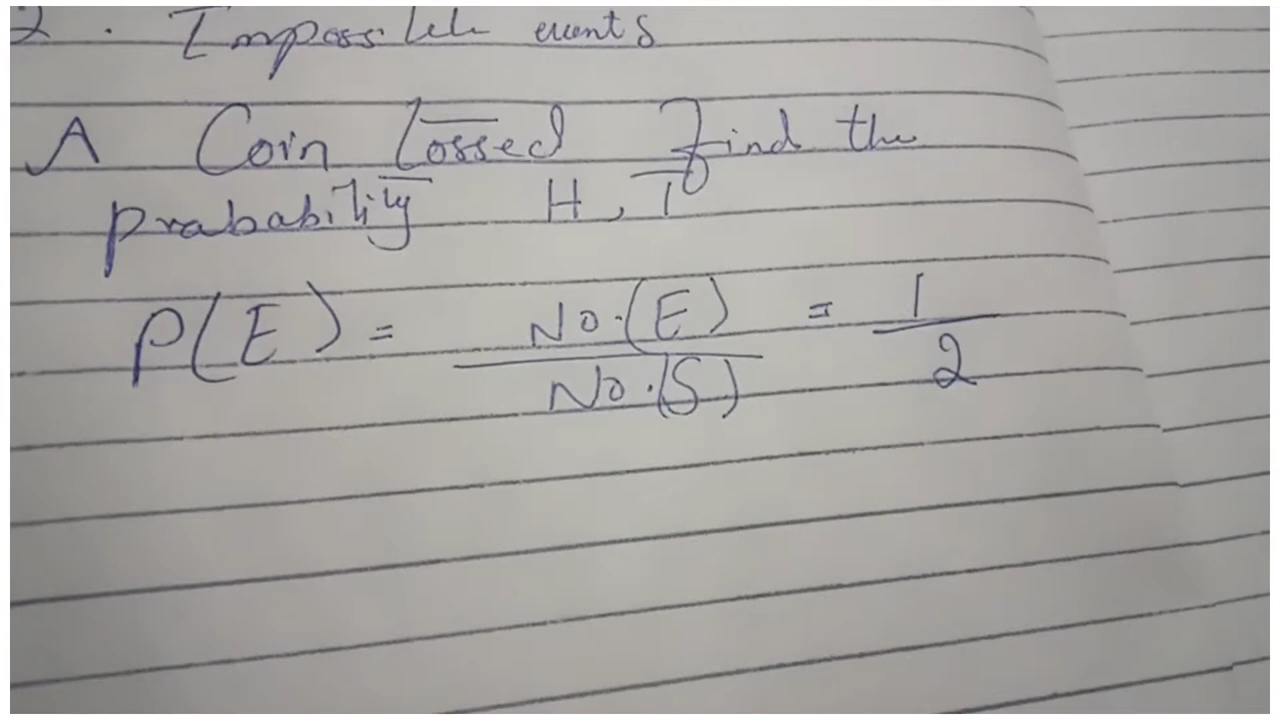 2. Impossible events
A Coin tossed find the
probability H, T
P(E) = No.(E) / No.(S) = 1 / 2